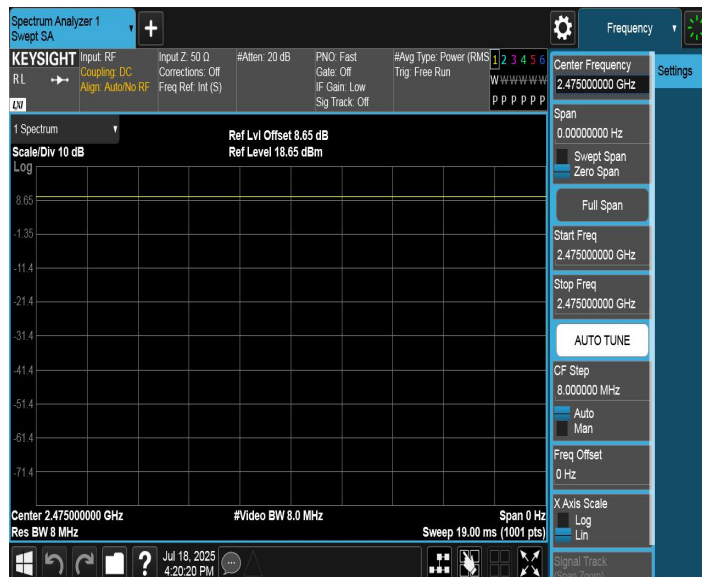 Spectrum Analyzer 1
Swept SA
Frequency
KEYSIGHT
RL
LXI
Input: RF
Coupling: DC
Align: Auto/No RF
Input Z: 50 Ω
Corrections: Off
Freq Ref: Int (S)
#Atten: 20 dB
PNO: Fast
Gate: Off
IF Gain: Low
Sig Track: Off
#Avg Type: Power (RMS
Trig: Free Run
1 2 3 4 5 6
W W W W W W
P P P P P P
1 Spectrum
Scale/Div 10 dB
Ref Lvl Offset 8.65 dB
Ref Level 18.65 dBm
Log
8.65
-1.35
-11.4
-21.4
-31.4
-41.4
-51.4
-61.4
-71.4
Center 2.475000000 GHz
#Video BW 8.0 MHz
Span 0 Hz
Res BW 8 MHz
Sweep 19.00 ms (1001 pts)
Jul 18, 2025
4:20:20 PM
Center Frequency
2.475000000 GHz
Span
0.00000000 Hz
Swept Span
Zero Span
Full Span
Start Freq
2.475000000 GHz
Stop Freq
2.475000000 GHz
AUTO TUNE
CF Step
8.000000 MHz
Auto
Man
Freq Offset
0 Hz
X Axis Scale
Log
Lin
Signal Track
(Span Zoom)
Settings